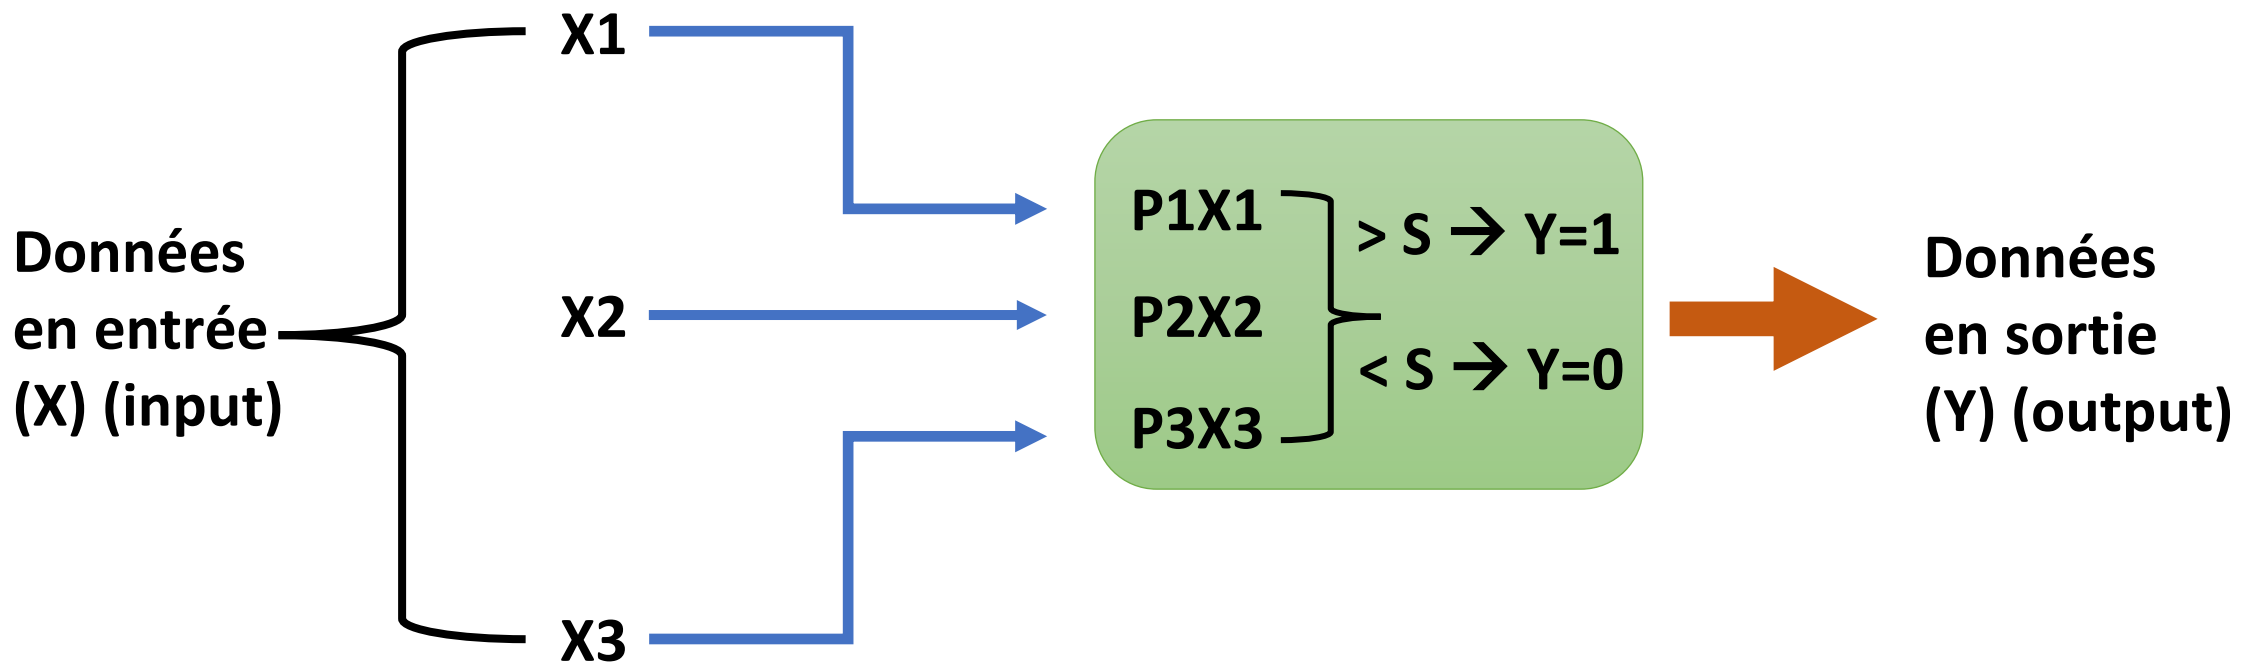 Données
en entrée
(X) (input)
X1
X2
X3
P1X1
P2X2
P3X3
> S → Y=1
< S → Y=0
Données
en sortie
(Y) (output)